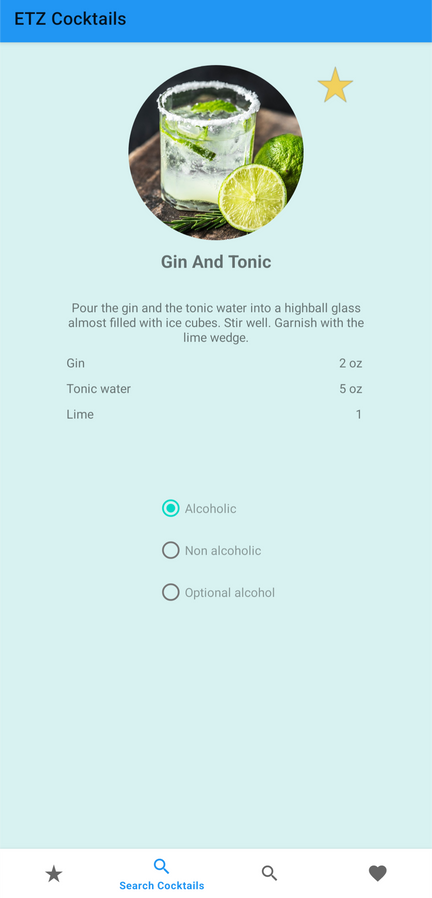 ETZ Cocktails
Gin And Tonic
Pour the gin and the tonic water into a highball glass
almost filled with ice cubes. Stir well. Garnish with the
lime wedge.
Gin 2 oz
Tonic water 5 oz
Lime 1
Alcoholic
Non alcoholic
Optional alcohol
Search Cocktails